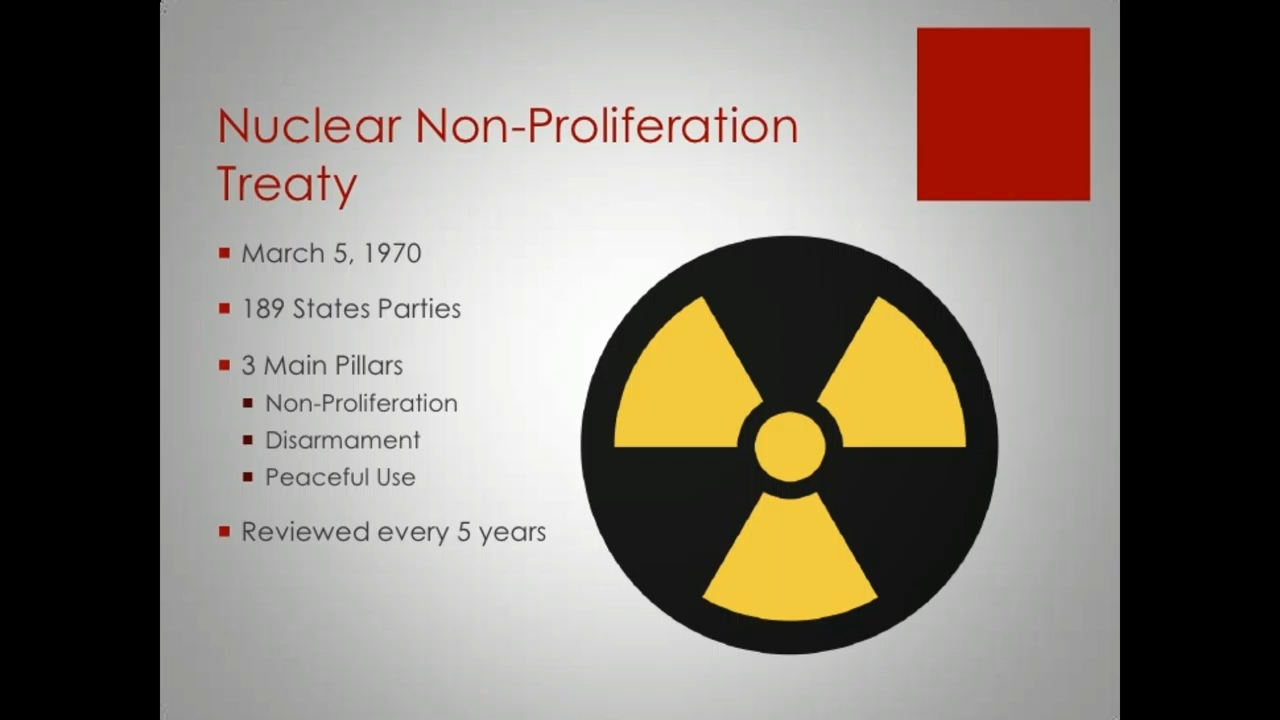 Nuclear Non-Proliferation
Treaty
March 5, 1970
189 States Parties
3 Main Pillars
Non-Proliferation
Disarmament
Peaceful Use
Reviewed every 5 years